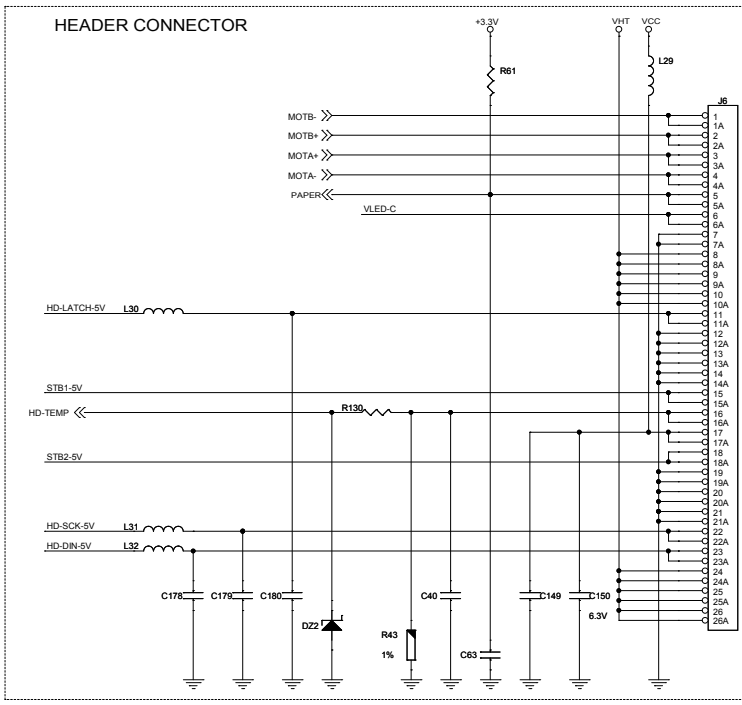 HEADER CONNECTOR
+3.3V
VHT
VCC
R61
L29
J6
MOTB-
MOTB+
MOTA+
MOTA-
PAPER
VLED-C
HD-LATCH-5V
L30
STB1-5V
HD-TEMP
R130
STB2-5V
HD-SCK-5V
L31
HD-DIN-5V
L32
C178
C179
C180
DZ2
R43
1%
C40
C63
C149
C150
6.3V
1
1A
2
2A
3
3A
4
4A
5
5A
6
6A
7
7A
8
8A
9
9A
10
10A
11
11A
12
12A
13
13A
14
14A
15
15A
16
16A
17
17A
18
18A
19
19A
20
20A
21
21A
22
22A
23
23A
24
24A
25
25A
26
26A